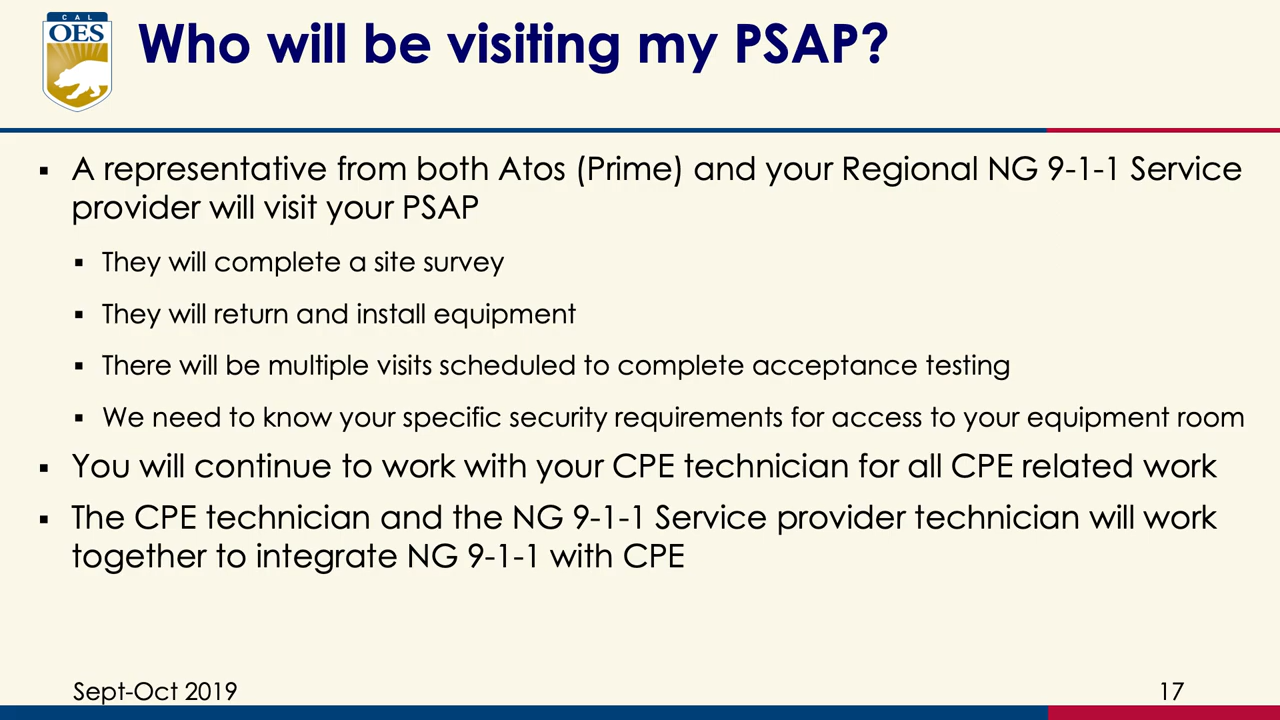 CAL
OES
Who will be visiting my PSAP?
▪ A representative from both Atos (Prime) and your Regional NG 9-1-1 Service
provider will visit your PSAP
▪ They will complete a site survey
▪ They will return and install equipment
▪ There will be multiple visits scheduled to complete acceptance testing
▪ We need to know your specific security requirements for access to your equipment room
▪ You will continue to work with your CPE technician for all CPE related work
▪ The CPE technician and the NG 9-1-1 Service provider technician will work
together to integrate NG 9-1-1 with CPE
Sept-Oct 2019
17